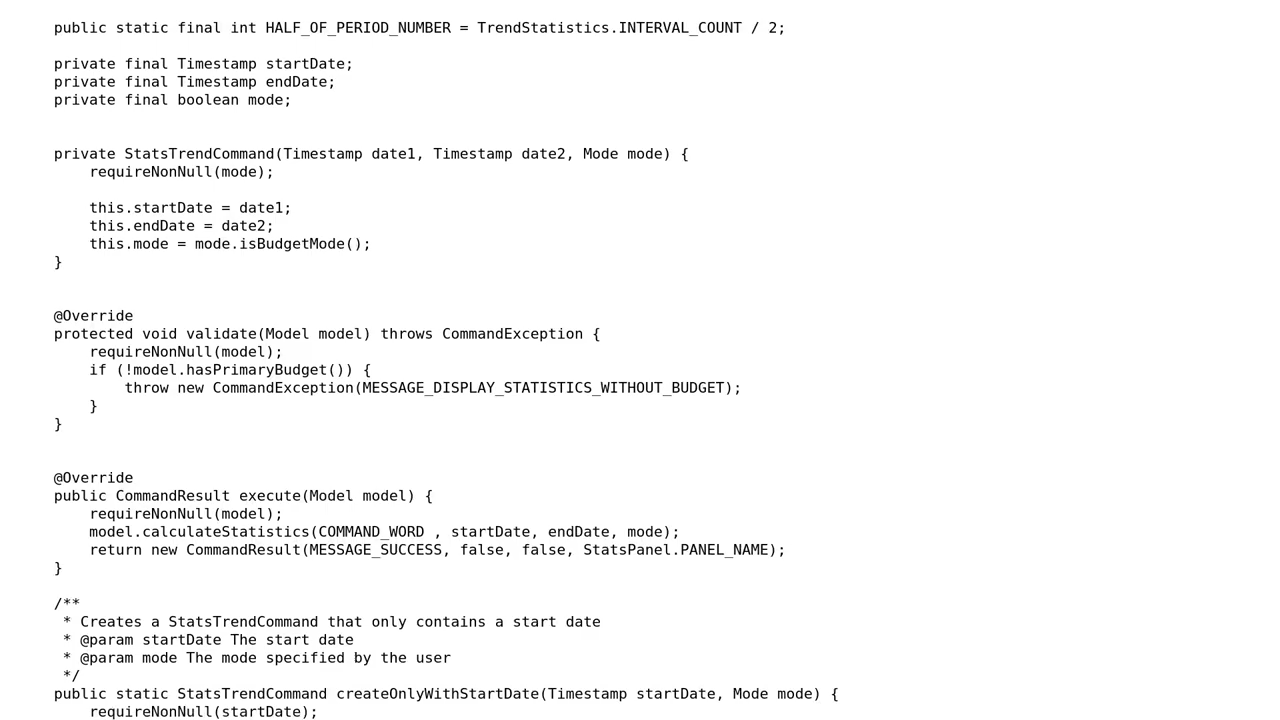 public static final int HALF_OF_PERIOD_NUMBER = TrendStatistics.INTERVAL_COUNT / 2;

private final Timestamp startDate;
private final Timestamp endDate;
private final boolean mode;


private StatsTrendCommand(Timestamp date1, Timestamp date2, Mode mode) {
    requireNonNull(mode);

    this.startDate = date1;
    this.endDate = date2;
    this.mode = mode.isBudgetMode();
}


@Override
protected void validate(Model model) throws CommandException {
    requireNonNull(model);
    if (!model.hasPrimaryBudget()) {
        throw new CommandException(MESSAGE_DISPLAY_STATISTICS_WITHOUT_BUDGET);
    }
}


@Override
public CommandResult execute(Model model) {
    requireNonNull(model);
    model.calculateStatistics(COMMAND_WORD , startDate, endDate, mode);
    return new CommandResult(MESSAGE_SUCCESS, false, false, StatsPanel.PANEL_NAME);
}

/**
 * Creates a StatsTrendCommand that only contains a start date
 * @param startDate The start date
 * @param mode The mode specified by the user
 */
public static StatsTrendCommand createOnlyWithStartDate(Timestamp startDate, Mode mode) {
    requireNonNull(startDate);